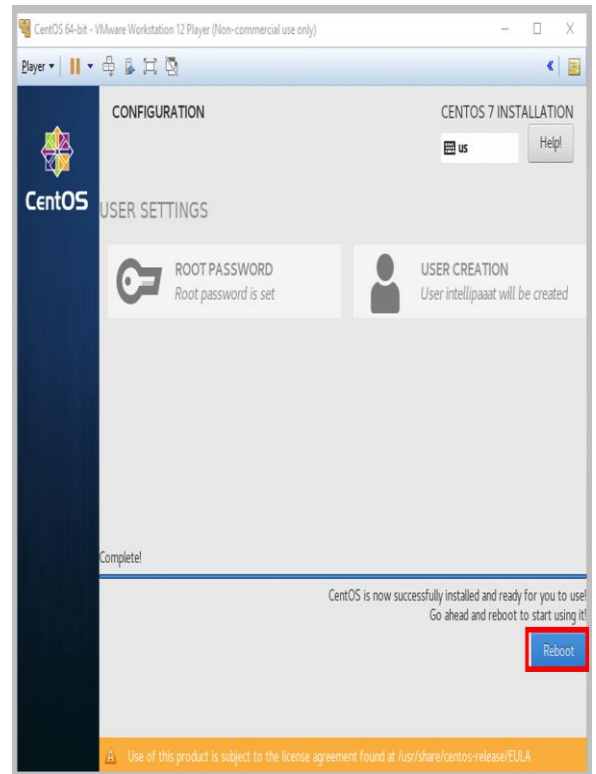 CentOS 64-bit - VMware Workstation 12 Player (Non-commercial use only)
Player
CONFIGURATION
CENTOS 7 INSTALLATION
us
Help!
CentOS
USER SETTINGS
ROOT PASSWORD
Root password is set
USER CREATION
User intellipaaat will be created
Complete!
CentOS is now successfully installed and ready for you to use!
Go ahead and reboot to start using it!
Reboot
Use of this product is subject to the license agreement found at /usr/share/centos-release/EULA